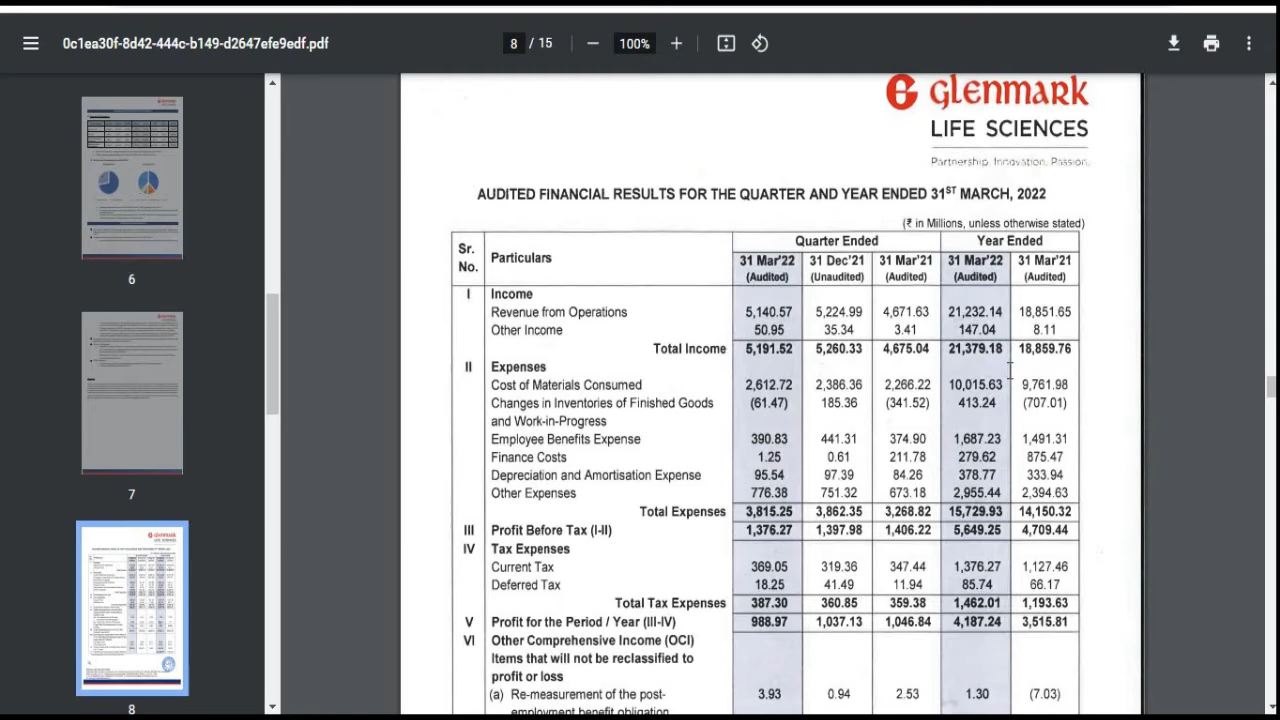 0c1ea30f-8d42-444c-b149-d2647efe9edf.pdf
8 / 15
100%
6
7
8
GLENMARK
LIFE SCIENCES
Partnership. Innovation. Passion.
AUDITED FINANCIAL RESULTS FOR THE QUARTER AND YEAR ENDED 31ST MARCH, 2022
(₹ in Millions, unless otherwise stated)
Sr. No. Particulars Quarter Ended Year Ended
31 Mar'22 31 Dec'21 31 Mar'21 31 Mar'22 31 Mar'21
(Audited) (Unaudited) (Audited) (Audited) (Audited)
I Income
Revenue from Operations 5,140.57 5,224.99 4,671.63 21,232.14 18,851.65
Other Income 50.95 35.34 3.41 147.04 8.11
Total Income 5,191.52 5,260.33 4,675.04 21,379.18 18,859.76
II Expenses
Cost of Materials Consumed 2,612.72 2,386.36 2,266.22 10,015.63 9,761.98
Changes in Inventories of Finished Goods (61.47) 185.36 (341.52) 413.24 (707.01)
and Work-in-Progress
Employee Benefits Expense 390.83 441.31 374.90 1,687.23 1,491.31
Finance Costs 1.25 0.61 211.78 279.62 875.47
Depreciation and Amortisation Expense 95.54 97.39 84.26 378.77 333.94
Other Expenses 776.38 751.32 673.18 2,955.44 2,394.63
Total Expenses 3,815.25 3,862.35 3,268.82 15,729.93 14,150.32
III Profit Before Tax (I-II) 1,376.27 1,397.98 1,406.22 5,649.25 4,709.44
IV Tax Expenses
Current Tax 369.05 319.36 347.44 1,376.27 1,127.46
Deferred Tax 18.25 41.49 11.94 85.74 66.17
Total Tax Expenses 387.30 360.85 359.38 1,462.01 1,193.63
V Profit for the Period / Year (III-IV) 988.97 1,037.13 1,046.84 4,187.24 3,515.81
VI Other Comprehensive Income (OCI)
Items that will not be reclassified to
profit or loss
(a) Re-measurement of the post- 3.93 0.94 2.53 1.30 (7.03)
employment benefit obligation